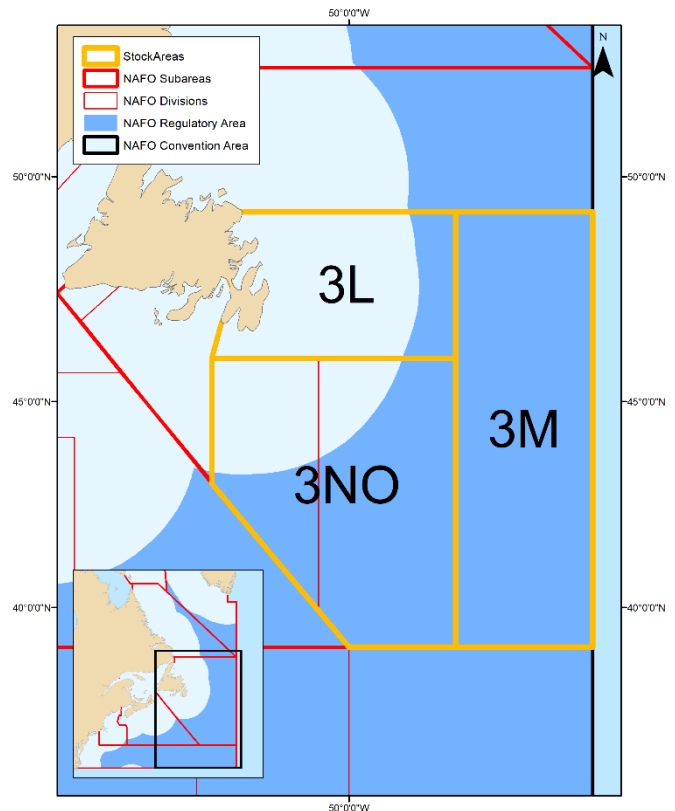 50°0'0"W
StockAreas
NAFO Subareas
NAFO Divisions
NAFO Regulatory Area
NAFO Convention Area
N
50°0'0"N
50°0'0"N
3L
45°0'0"N
45°0'0"N
3M
3NO
40°0'0"N
40°0'0"N
50°0'0"W